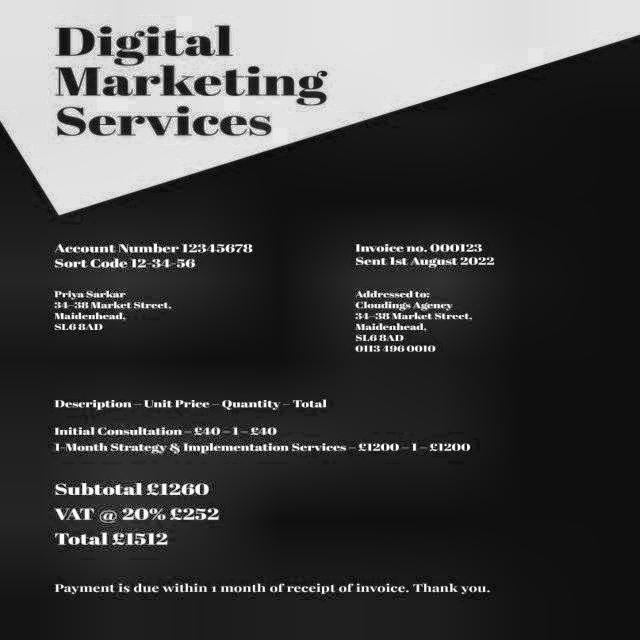 Digital
Marketing
Services
Account Number 12345678
Sort Code 12-34-56
Invoice no. 000123
Sent 1st August 2022
Priya Sarkar
34-38 Market Street,
Maidenhead,
SL6 8AD
Addressed to:
Cloudings Agency
34-38 Market Street,
Maidenhead,
SL6 8AD
0113 496 0010
Description – Unit Price – Quantity – Total
Initial Consultation – £40 – 1 – £40
1-Month Strategy & Implementation Services – £1200 – 1 – £1200
Subtotal £1260
VAT @ 20% £252
Total £1512
Payment is due within 1 month of receipt of invoice. Thank you.